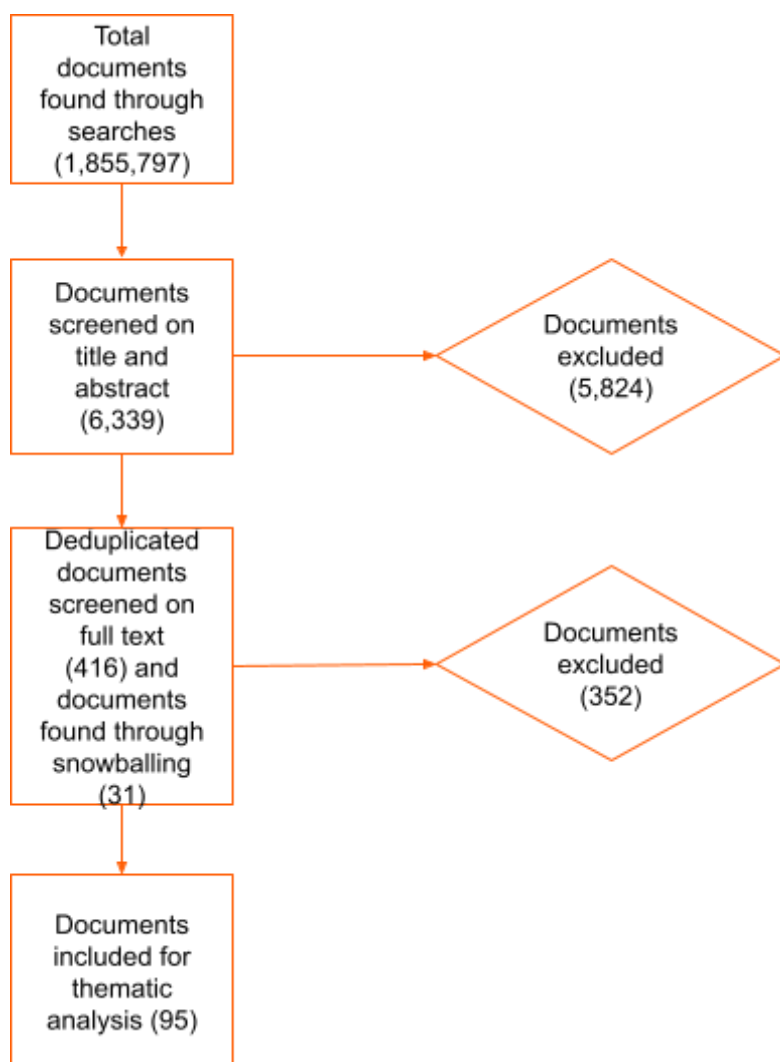 Total
documents
found through
searches
(1,855,797)
Documents
screened on
title and
abstract
(6,339)
Documents
excluded
(5,824)
Deduplicated
documents
screened on
full text
(416) and
documents
found through
snowballing
(31)
Documents
excluded
(352)
Documents
included for
thematic
analysis (95)